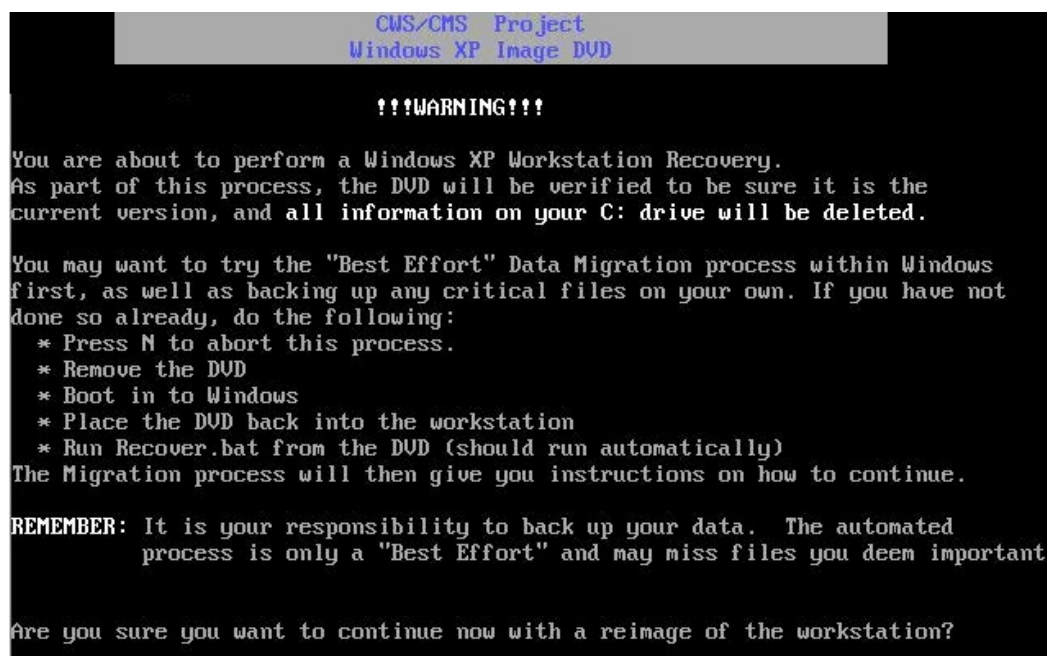 CWS/CMS Project
Windows XP Image DVD
!!!WARNING!!!
You are about to perform a Windows XP Workstation Recovery.
As part of this process, the DVD will be verified to be sure it is the
current version, and all information on your C: drive will be deleted.
You may want to try the "Best Effort" Data Migration process within Windows
first, as well as backing up any critical files on your own. If you have not
done so already, do the following:
* Press N to abort this process.
* Remove the DVD
* Boot in to Windows
* Place the DVD back into the workstation
* Run Recover.bat from the DVD (should run automatically)
The Migration process will then give you instructions on how to continue.
REMEMBER: It is your responsibility to back up your data. The automated
process is only a "Best Effort" and may miss files you deem important
Are you sure you want to continue now with a reimage of the workstation?